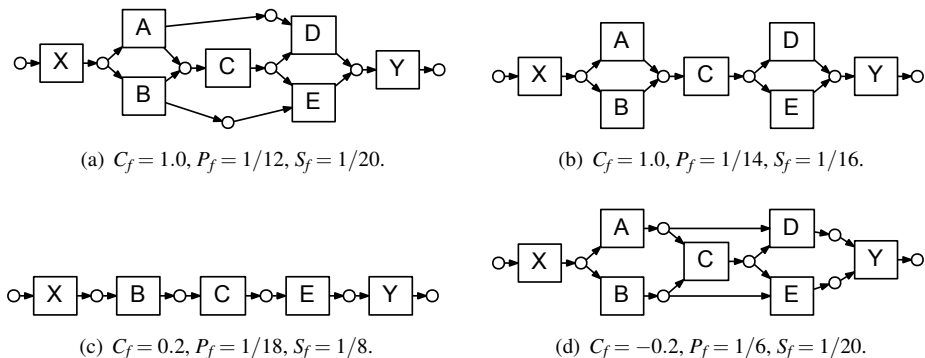 A
D
X
C
Y
B
E
(a) C_f = 1.0, P_f = 1/12, S_f = 1/20.
A
D
X
C
Y
B
E
(b) C_f = 1.0, P_f = 1/14, S_f = 1/16.
X B C E Y
(c) C_f = 0.2, P_f = 1/18, S_f = 1/8.
A
D
X
C
Y
B
E
(d) C_f = −0.2, P_f = 1/6, S_f = 1/20.